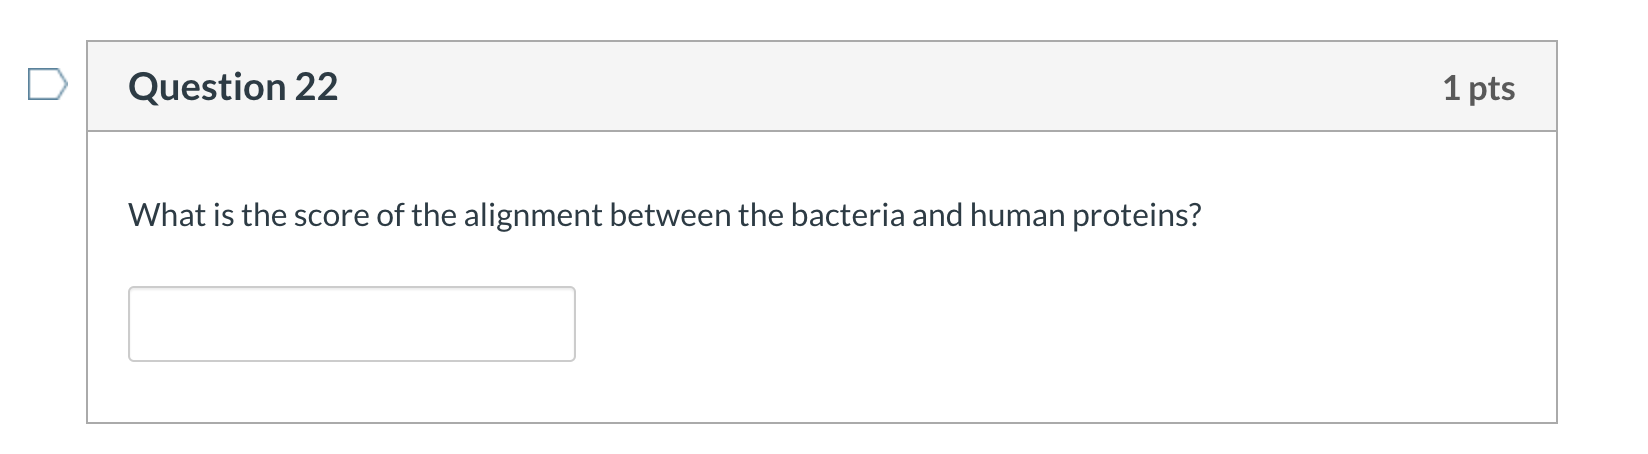 Question 22
1 pts
What is the score of the alignment between the bacteria and human proteins?